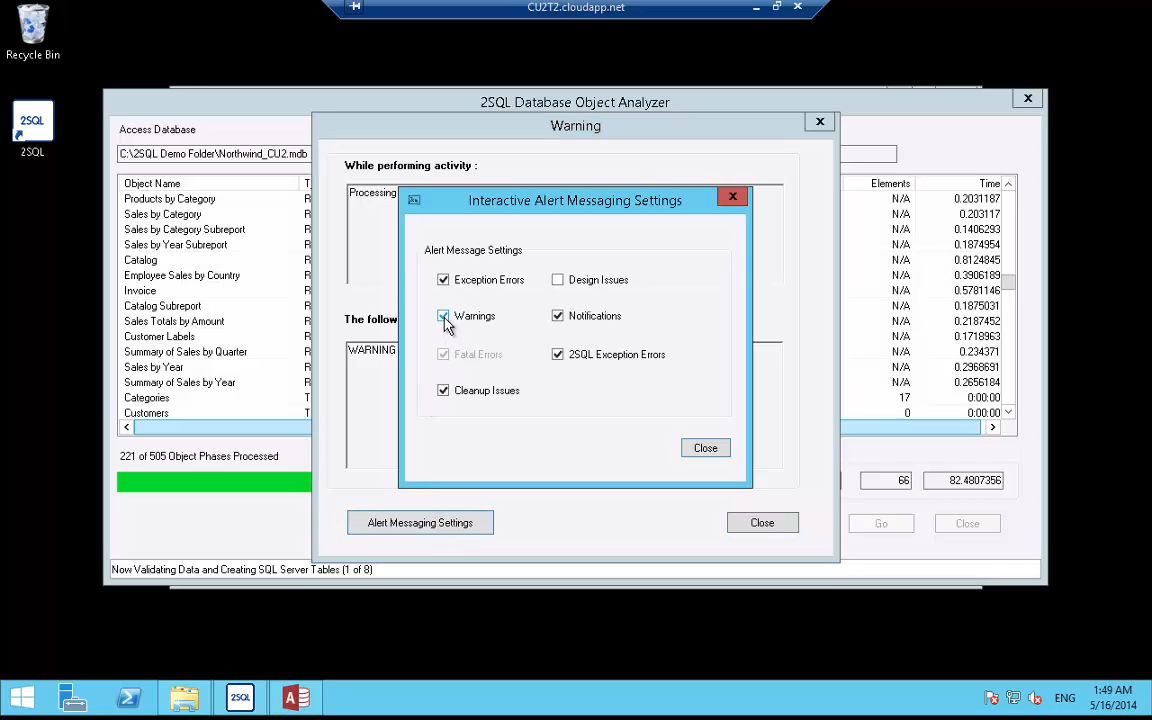 CU2T2.cloudapp.net
Recycle Bin
2SQL
2SQL
2SQL Database Object Analyzer
Access Database
C:\2SQL Demo Folder\Northwind_CU2.mdb
Object Name
Elements
Time
Products by Category
R
N/A
0.2031187
Sales by Category
R
N/A
0.203117
Sales by Category Subreport
R
N/A
0.1406293
Sales by Year Subreport
R
N/A
0.1874954
Catalog
R
N/A
0.8124845
Employee Sales by Country
R
N/A
0.3906189
Invoice
R
N/A
0.5781146
Catalog Subreport
R
N/A
0.1875031
Sales Totals by Amount
R
N/A
0.2187452
Customer Labels
R
N/A
0.1718963
Summary of Sales by Quarter
R
N/A
0.234371
Sales by Year
R
N/A
0.2968691
Summary of Sales by Year
R
N/A
0.2656184
Categories
T
17
0:00:00
Customers
T
0
0:00:00
221 of 505 Object Phases Processed
66
82.4807356
Go
Close
Now Validating Data and Creating SQL Server Tables (1 of 8)
Warning
While performing activity :
Processing
The follow
WARNING
Alert Messaging Settings
Close
Interactive Alert Messaging Settings
Alert Message Settings
Exception Errors
Design Issues
Warnings
Notifications
Fatal Errors
2SQL Exception Errors
Cleanup Issues
Close
2SQL
ENG
1:49 AM
5/16/2014